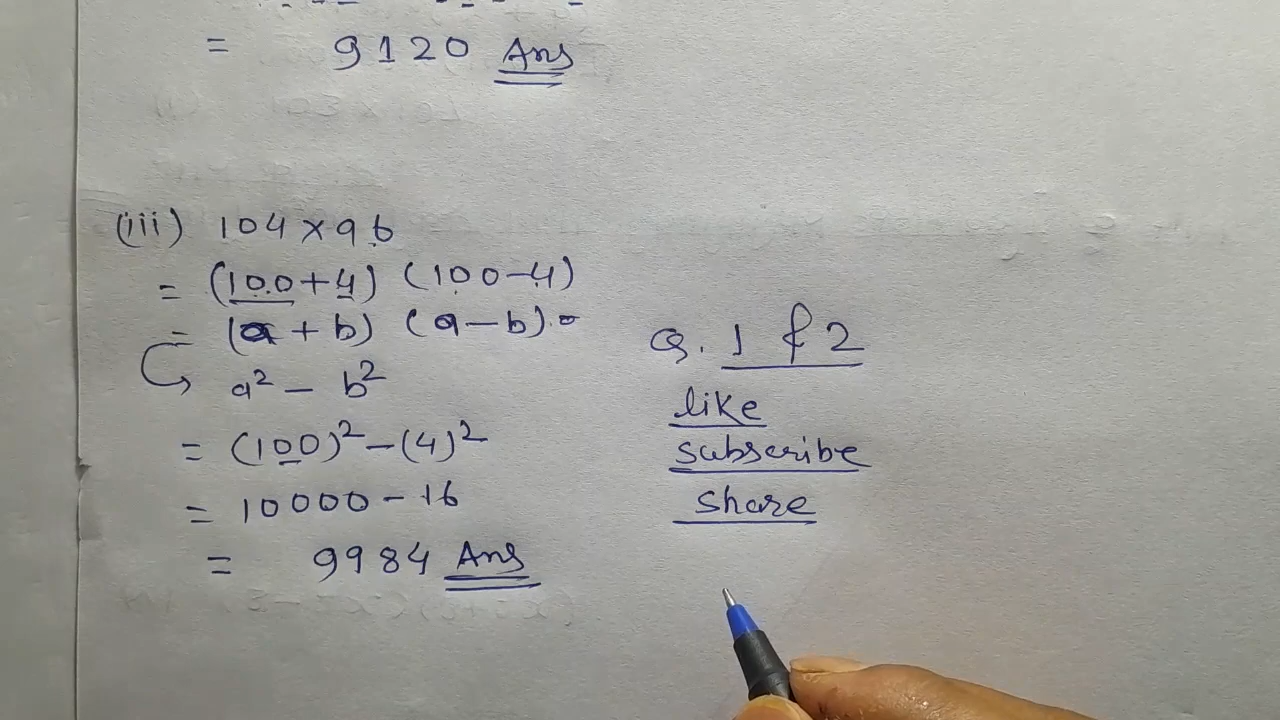 = 9120 Ans
(iii) 104 × 96
= (100+4) (100-4)
= (a + b) (a - b)
a² - b²
= (100)² - (4)²
= 10000 - 16
= 9984 Ans
Q. 1 & 2
like
subscribe
share